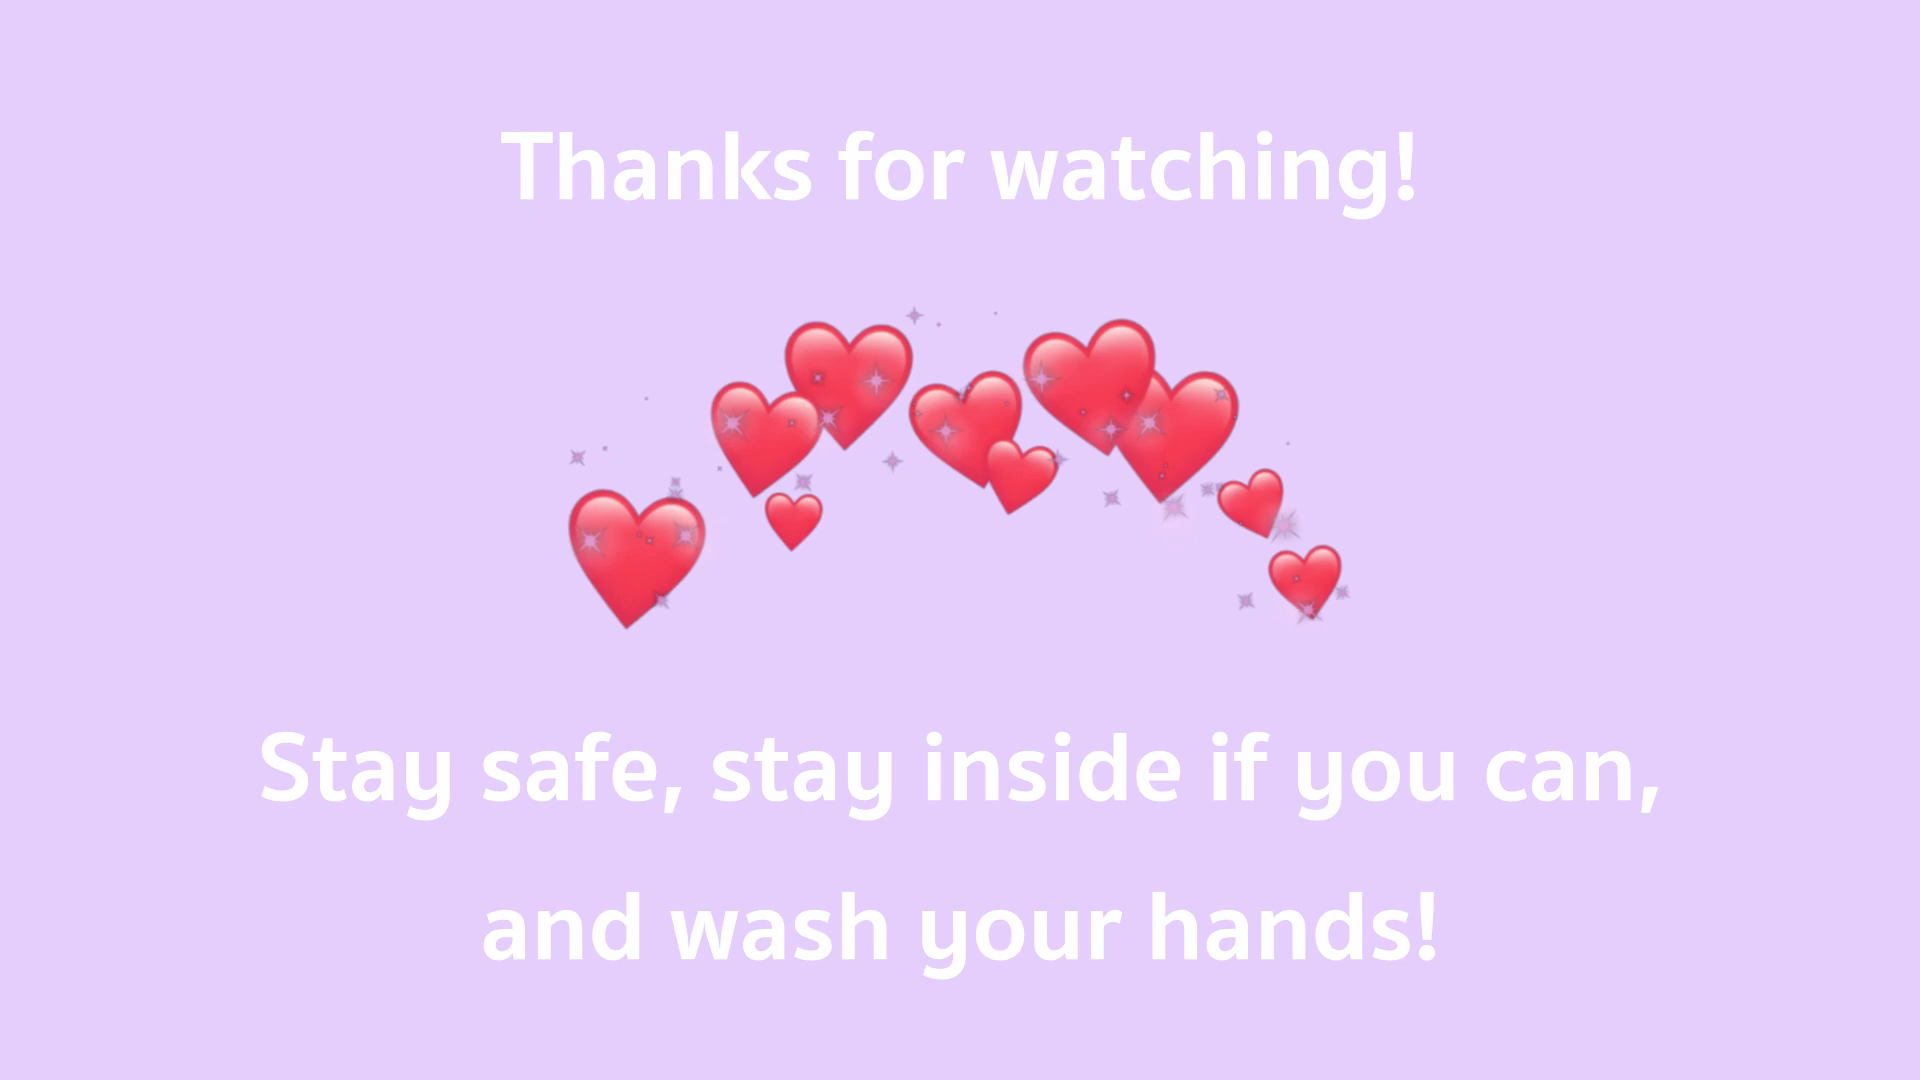 Thanks for watching!
Stay safe, stay inside if you can,
and wash your hands!